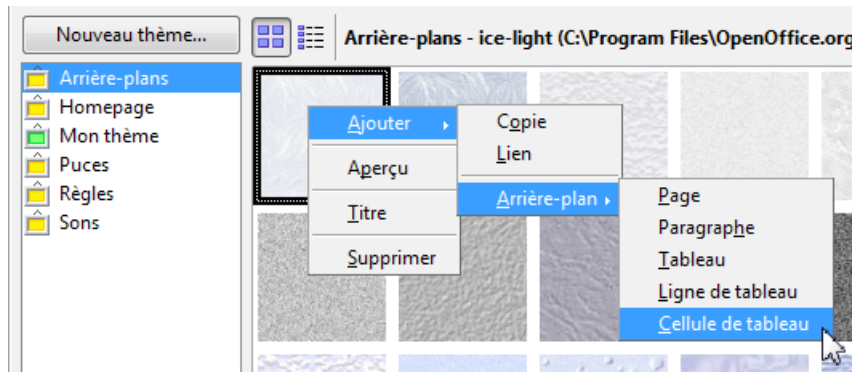 Nouveau thème...
Arrière-plans - ice-light (C:\Program Files\OpenOffice.org
Arrière-plans
Homepage
Mon thème
Puces
Règles
Sons
Ajouter
Aperçu
Titre
Supprimer
Copie
Lien
Arrière-plan
Page
Paragraphe
Tableau
Ligne de tableau
Cellule de tableau